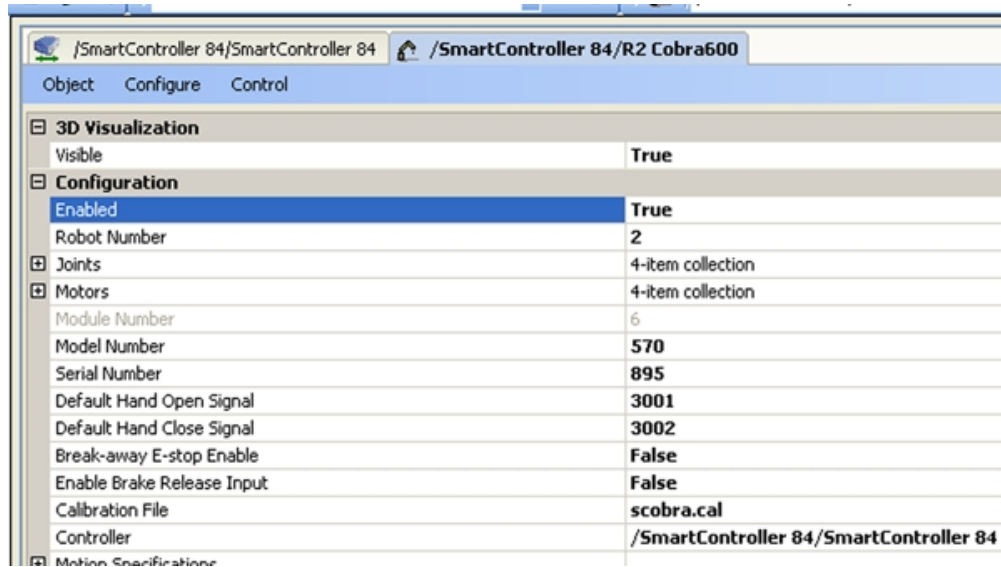 /SmartController 84/SmartController 84 /SmartController 84/R2 Cobra600
Object Configure Control
3D Visualization
Visible True
Configuration
Enabled True
Robot Number 2
Joints 4-item collection
Motors 4-item collection
Module Number 6
Model Number 570
Serial Number 895
Default Hand Open Signal 3001
Default Hand Close Signal 3002
Break-away E-stop Enable False
Enable Brake Release Input False
Calibration File scobra.cal
Controller /SmartController 84/SmartController 84
Motion Specifications